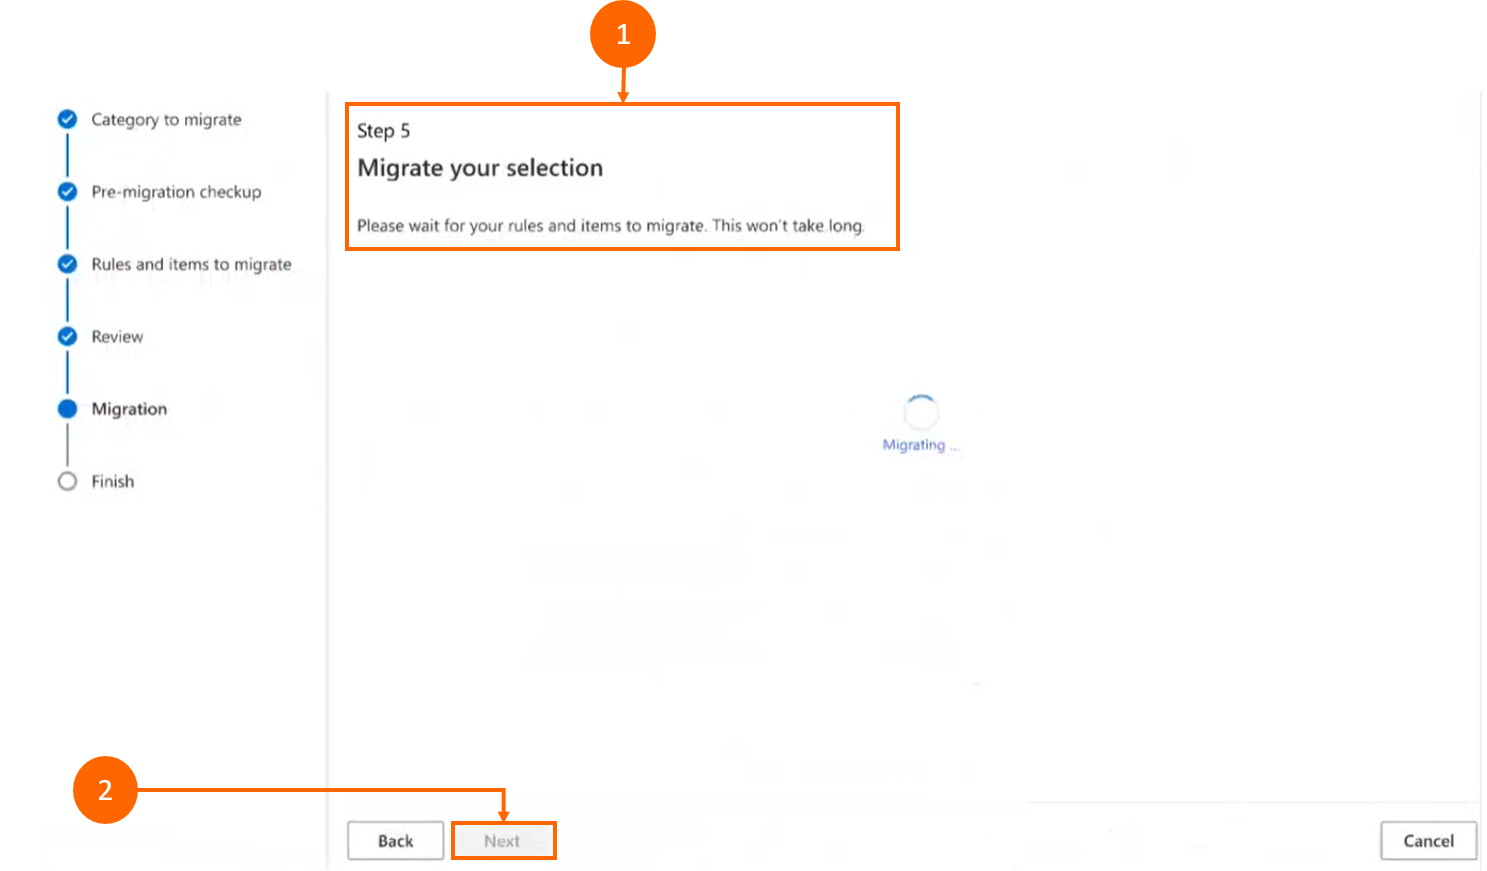 1
Category to migrate
Pre-migration checkup
Rules and items to migrate
Review
Migration
Finish
Step 5
Migrate your selection
Please wait for your rules and items to migrate. This won't take long.
Migrating ...
2
Back
Next
Cancel